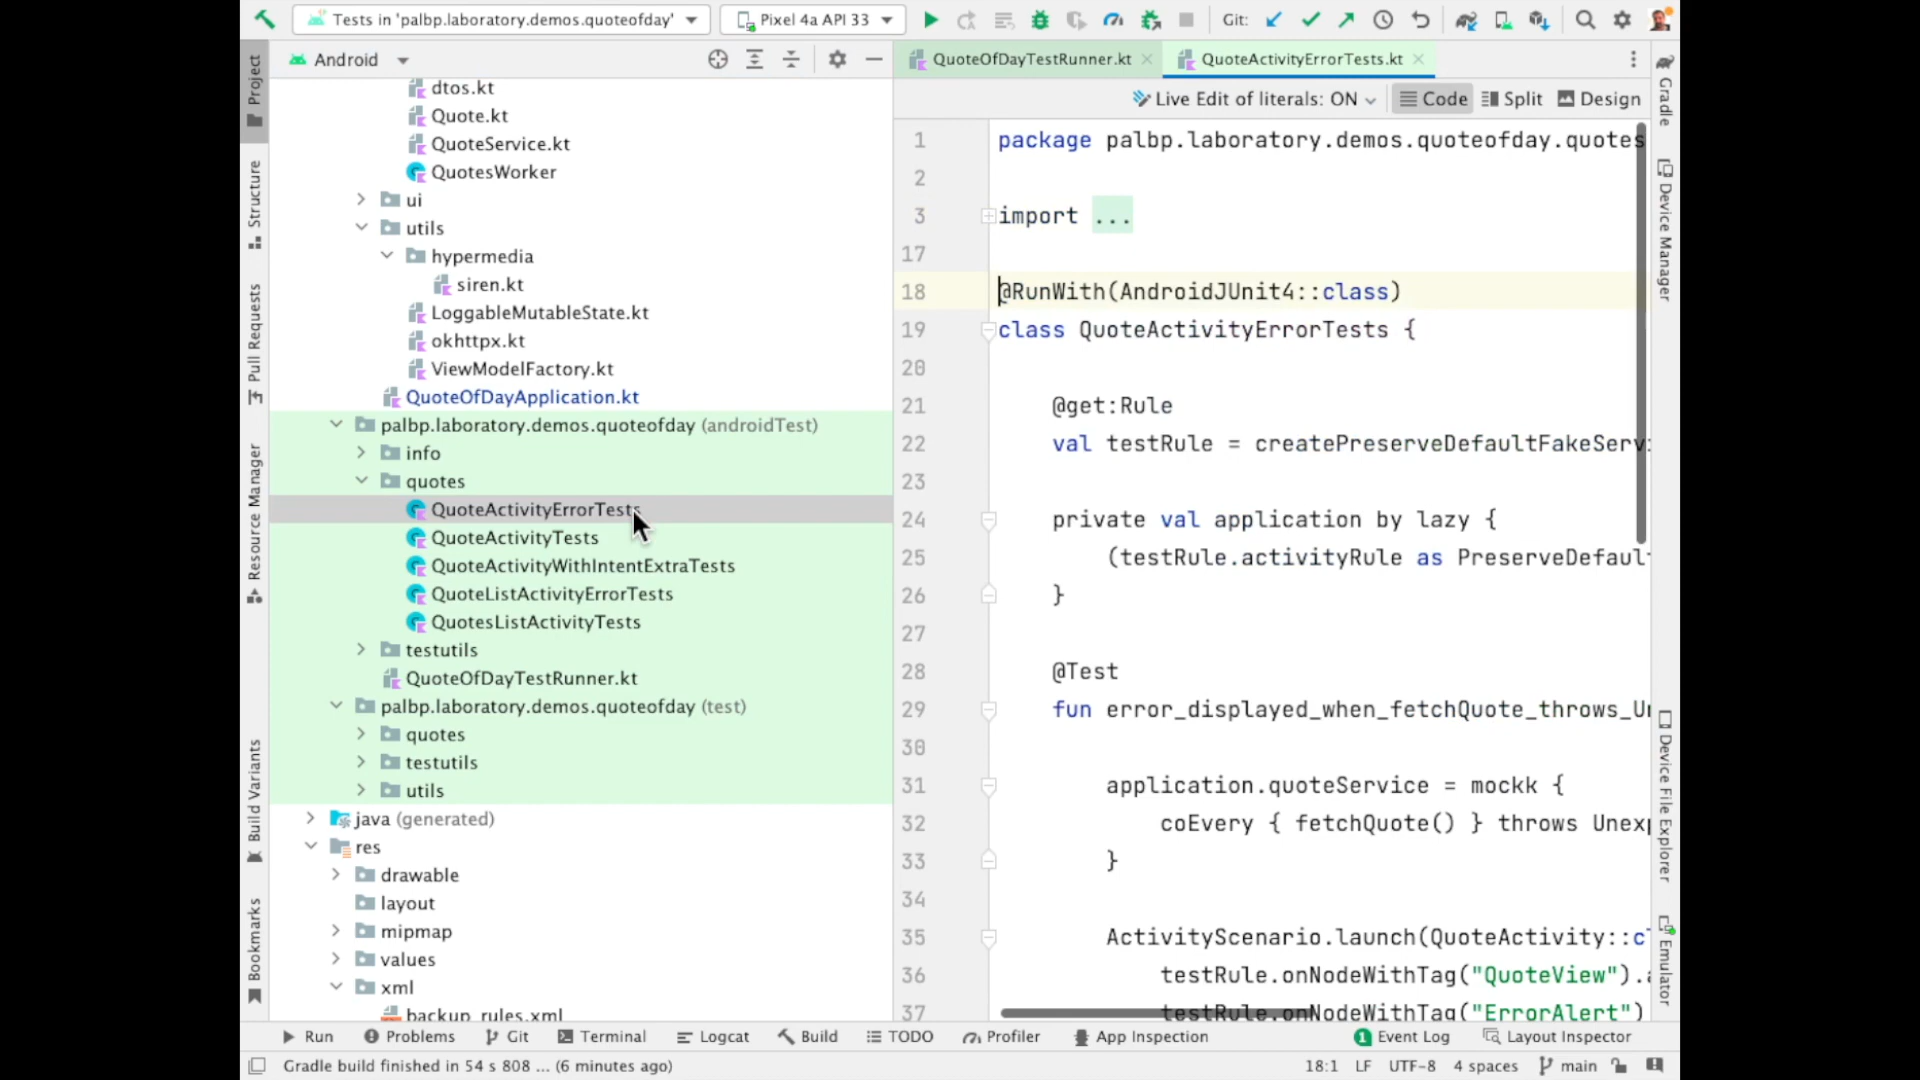 Tests in 'palbp.laboratory.demos.quoteofday'
Pixel 4a API 33
Git:
Project
Structure
Pull Requests
Resource Manager
Build Variants
Bookmarks
Android
dtos.kt
Quote.kt
QuoteService.kt
QuotesWorker
ui
utils
hypermedia
siren.kt
LoggableMutableState.kt
okhttpx.kt
ViewModelFactory.kt
QuoteOfDayApplication.kt
palbp.laboratory.demos.quoteofday (androidTest)
info
quotes
QuoteActivityErrorTests
QuoteActivityTests
QuoteActivityWithIntentExtraTests
QuoteListActivityErrorTests
QuotesListActivityTests
testutils
QuoteOfDayTestRunner.kt
palbp.laboratory.demos.quoteofday (test)
quotes
testutils
utils
java (generated)
res
drawable
layout
mipmap
values
xml
backup_rules.xml
QuoteOfDayTestRunner.kt
QuoteActivityErrorTests.kt
Live Edit of literals: ON
Code
Split
Design
1 package palbp.laboratory.demos.quoteofday.quotes
2
3 import ...
17
18 @RunWith(AndroidJUnit4::class)
19 class QuoteActivityErrorTests {
20
21 @get:Rule
22 val testRule = createPreserveDefaultFakeServi
23
24 private val application by lazy {
25 (testRule.activityRule as PreserveDefault
26 }
27
28 @Test
29 fun error_displayed_when_fetchQuote_throws_Un
30
31 application.quoteService = mockk {
32 coEvery { fetchQuote() } throws Unexp
33 }
34
35 ActivityScenario.launch(QuoteActivity::cl
36 testRule.onNodeWithTag("QuoteView").a
37 testRule.onNodeWithTag("ErrorAlert")
Gradle
Device Manager
Device File Explorer
Emulator
Run
Problems
Git
Terminal
Logcat
Build
TODO
Profiler
App Inspection
1 Event Log
Layout Inspector
Gradle build finished in 54 s 808 ... (6 minutes ago)
18:1
LF
UTF-8
4 spaces
main